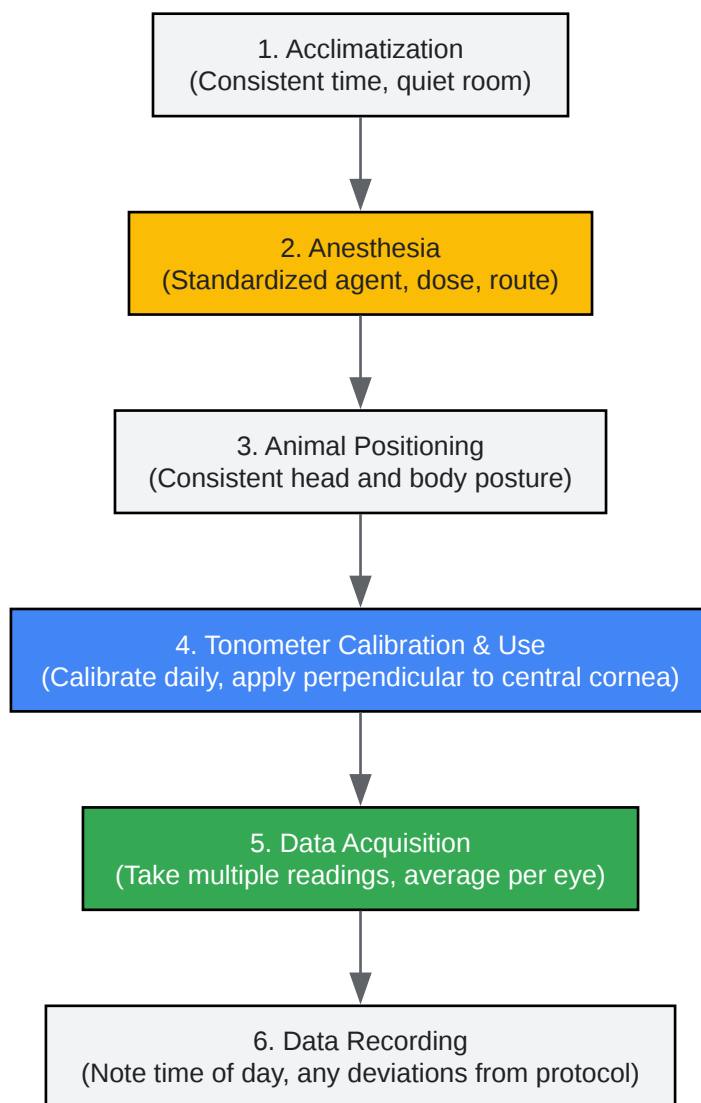 1. Acclimatization
(Consistent time, quiet room)
2. Anesthesia
(Standardized agent, dose, route)
3. Animal Positioning
(Consistent head and body posture)
4. Tonometer Calibration & Use
(Calibrate daily, apply perpendicular to central cornea)
5. Data Acquisition
(Take multiple readings, average per eye)
6. Data Recording
(Note time of day, any deviations from protocol)